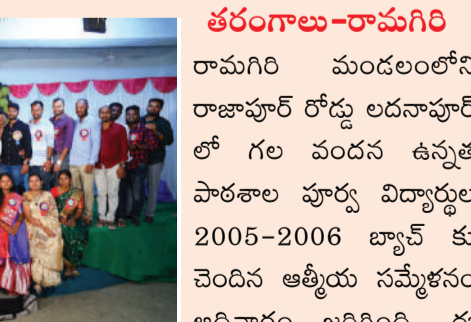 తరంగాలు-రామగిరి
రామగిరి మండలంలోని
రాజాపూర్ రోడ్డు లదనాపూర్
లో గల వందన ఉన్నత
పాఠశాల పూర్వ విద్యార్థుల
2005-2006 బ్యాచ్ కు
చెందిన ఆత్మీయ సమ్మేళనం